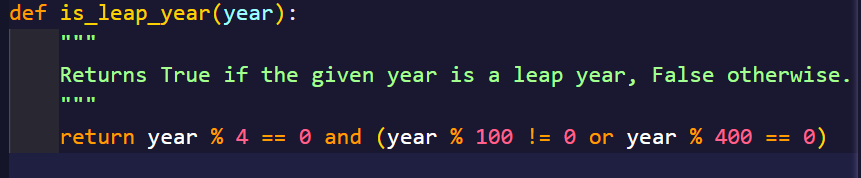 def is_leap_year(year):
    """
    Returns True if the given year is a leap year, False otherwise.
    """
    return year % 4 == 0 and (year % 100 != 0 or year % 400 == 0)